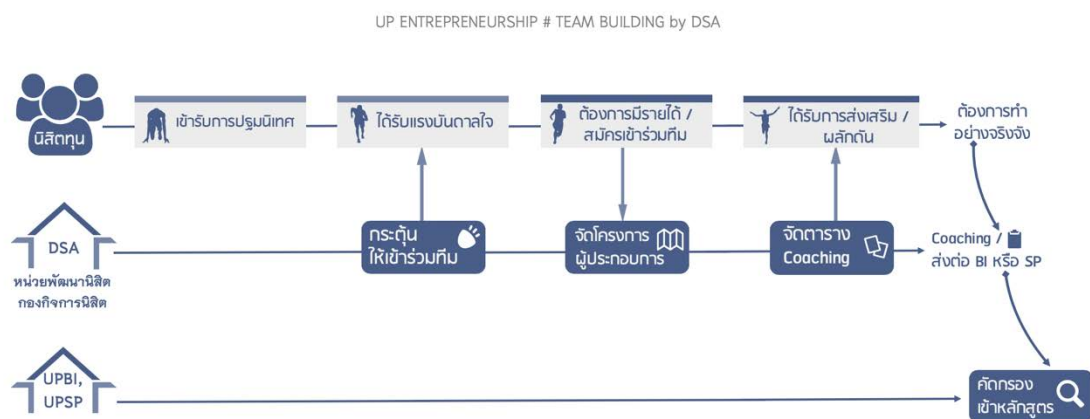 UP ENTREPRENEURSHIP # TEAM BUILDING by DSA
นิสิตทุน
เข้ารับการปฐมนิเทศ
ได้รับแรงบันดาลใจ
ต้องการมีรายได้ /
สมัครเข้าร่วมทีม
ได้รับการส่งเสริม /
ผลักดัน
ต้องการทำ
อย่างจริงจัง
DSA
หน่วยพัฒนานิสิต
กองกิจการนิสิต
กระตุ้น
ให้เข้าร่วมทีม
จัดโครงการ
ผู้ประกอบการ
จัดตาราง
Coaching
Coaching /
ส่งต่อ BI หรือ SP
UPBI,
UPSP
คัดกรอง
เข้าหลักสูตร